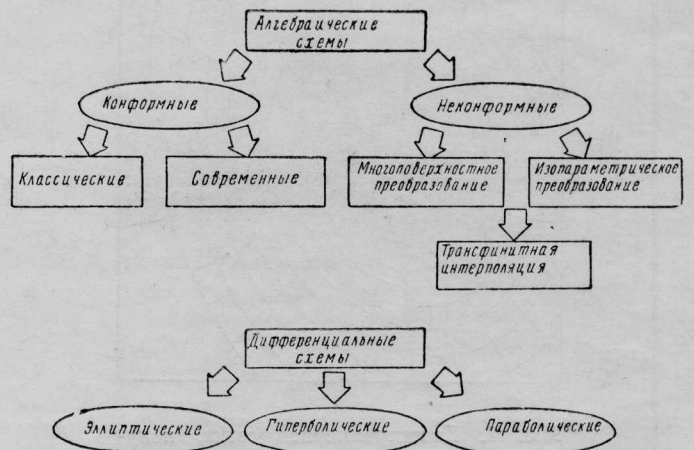 Алгебраические
схемы
Конформные
Неконформные
Классические
Современные
Многоповерхностное
преобразование
Изопараметрическое
преобразование
Трансфинитная
интерполяция
Дифференциальные
схемы
Эллиптические
Гиперболические
Параболические